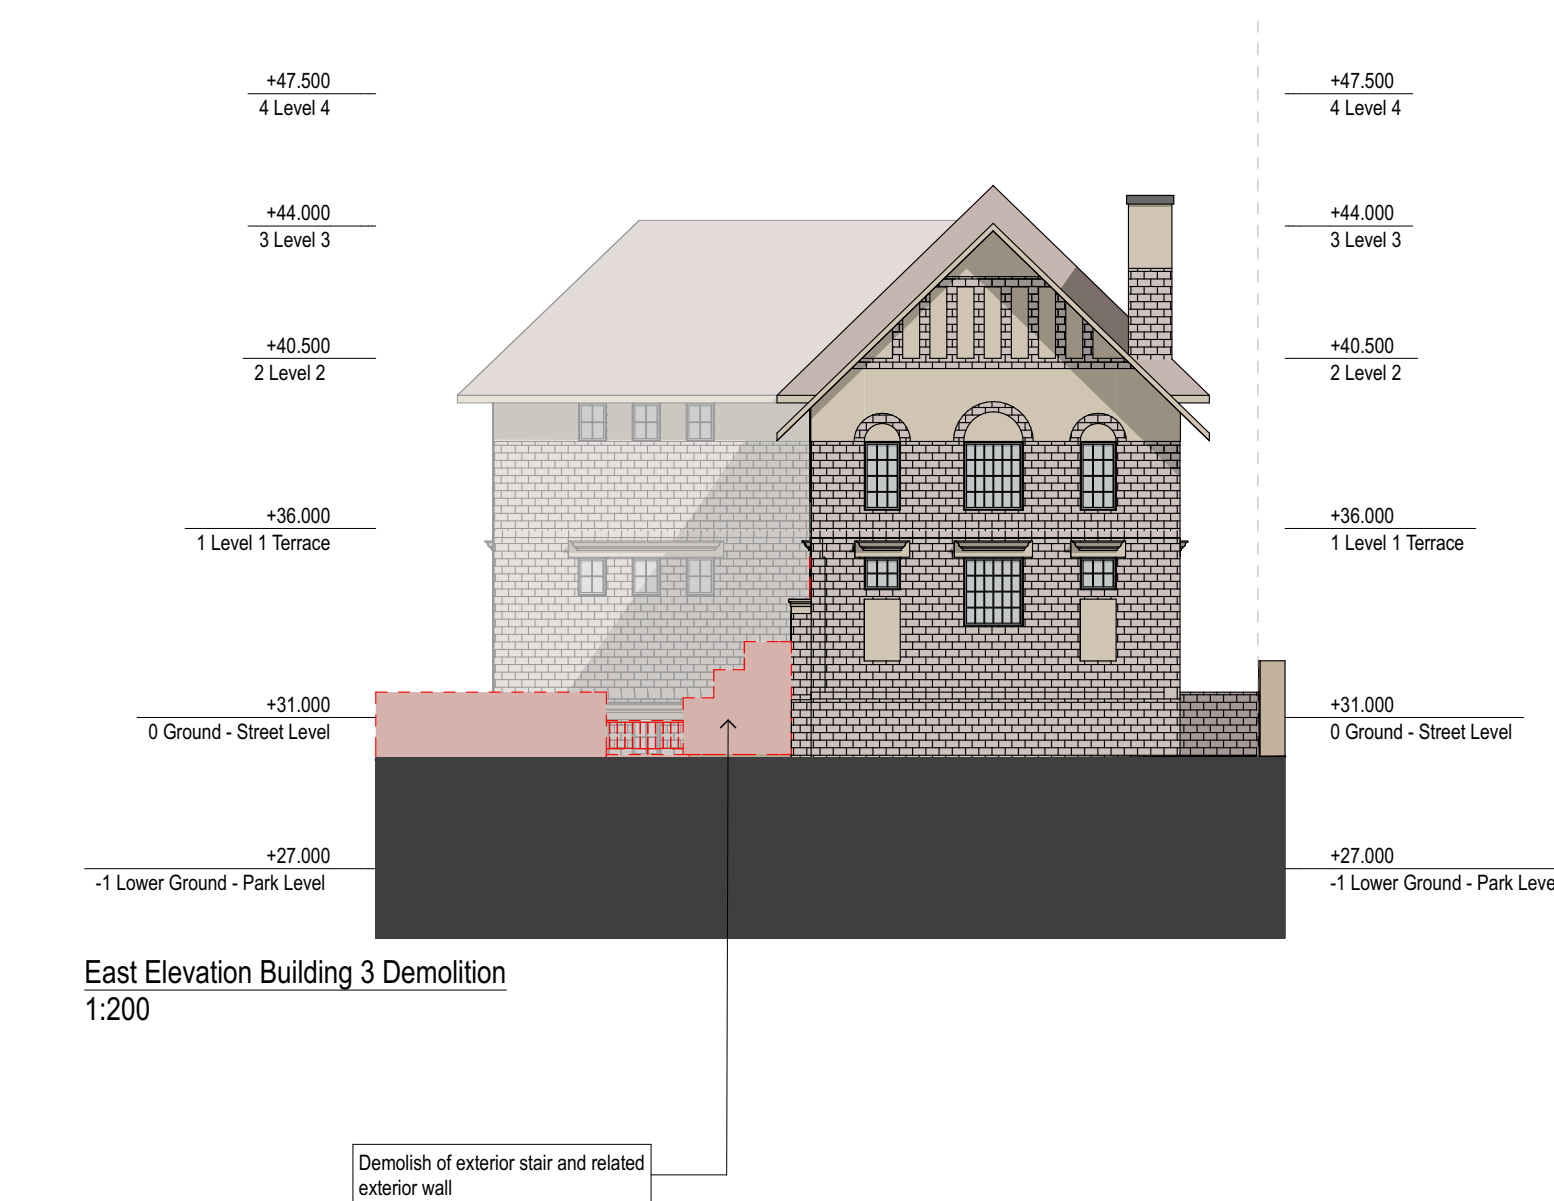 +47.500
4 Level 4
+47.500
4 Level 4
+44.000
3 Level 3
+44.000
3 Level 3
+40.500
2 Level 2
+40.500
2 Level 2
+36.000
1 Level 1 Terrace
+36.000
1 Level 1 Terrace
+31.000
0 Ground - Street Level
+31.000
0 Ground - Street Level
+27.000
-1 Lower Ground - Park Level
+27.000
-1 Lower Ground - Park Leve
East Elevation Building 3 Demolition
1:200
Demolish of exterior stair and related
exterior wall